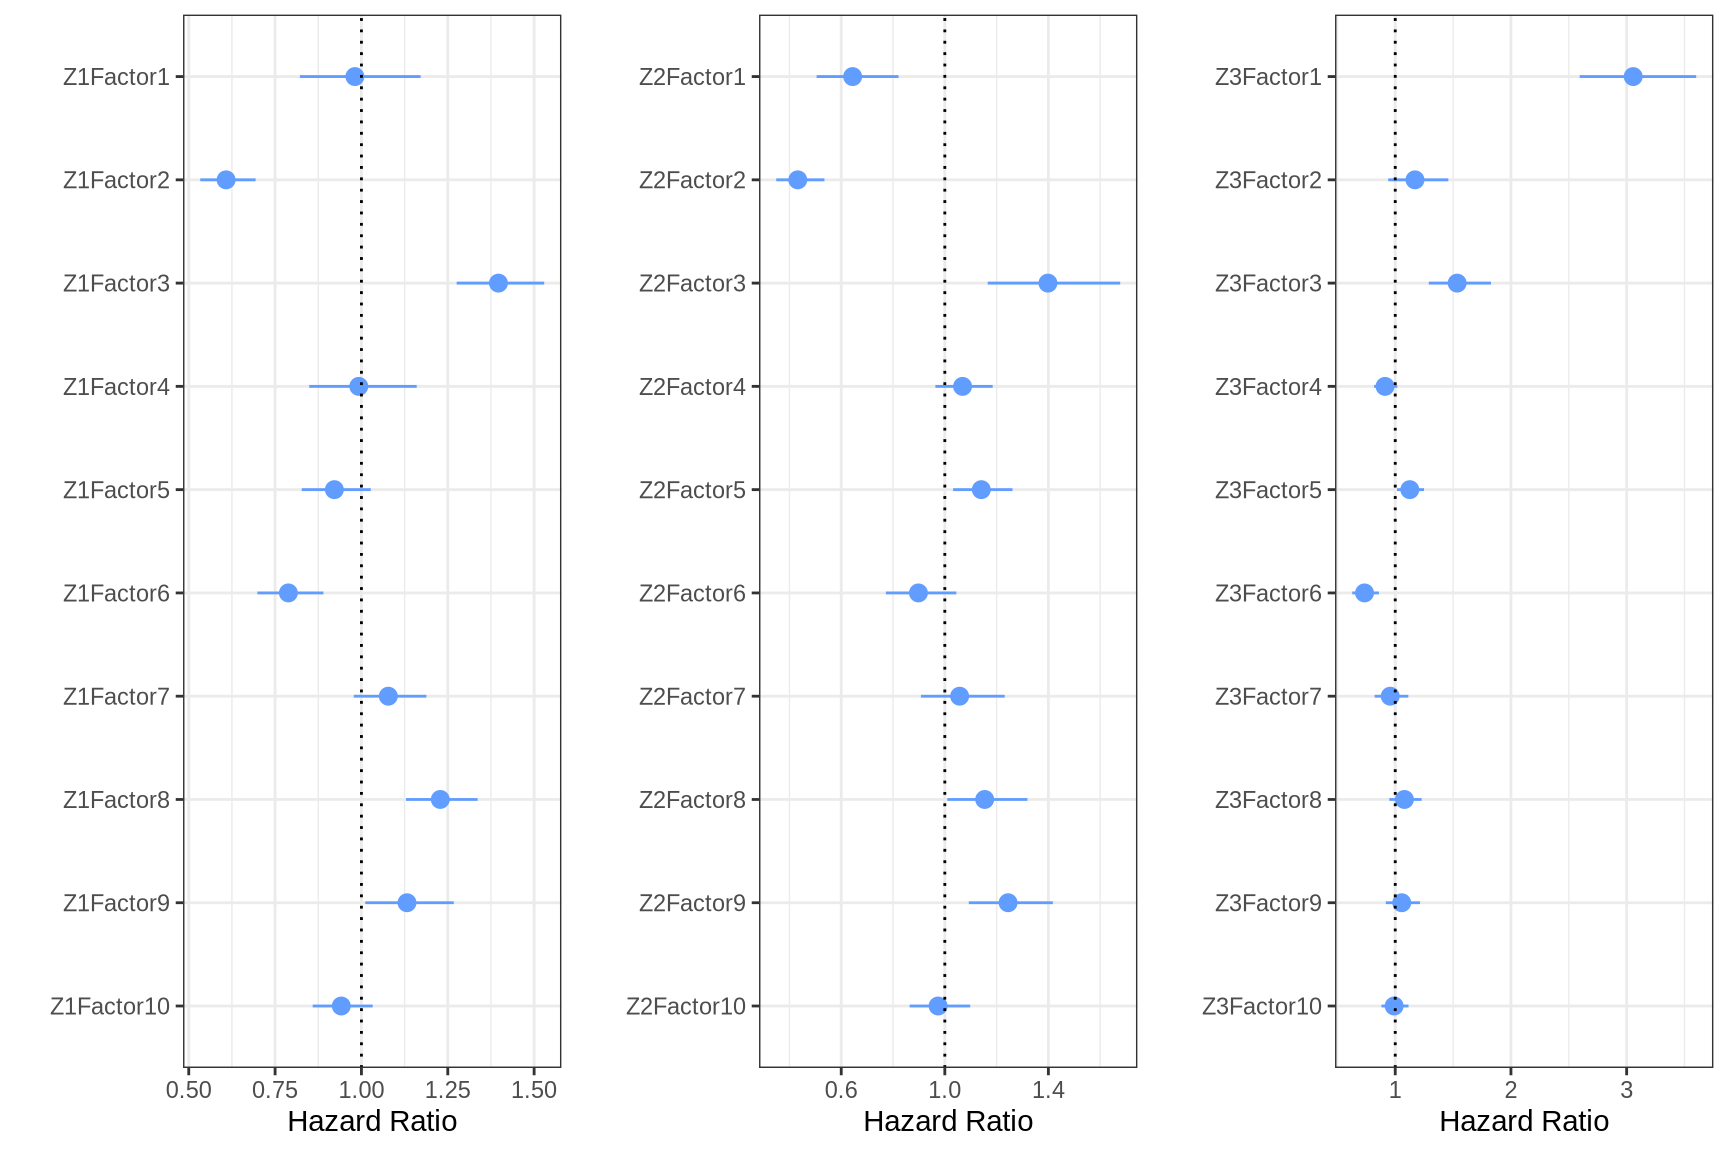 Z1Factor1
Z1Factor2
Z1Factor3
Z1Factor4
Z1Factor5
Z1Factor6
Z1Factor7
Z1Factor8
Z1Factor9
Z1Factor10
0.50 0.75 1.00 1.25 1.50
Hazard Ratio
Z2Factor1
Z2Factor2
Z2Factor3
Z2Factor4
Z2Factor5
Z2Factor6
Z2Factor7
Z2Factor8
Z2Factor9
Z2Factor10
0.6 1.0 1.4
Hazard Ratio
Z3Factor1
Z3Factor2
Z3Factor3
Z3Factor4
Z3Factor5
Z3Factor6
Z3Factor7
Z3Factor8
Z3Factor9
Z3Factor10
1 2 3
Hazard Ratio